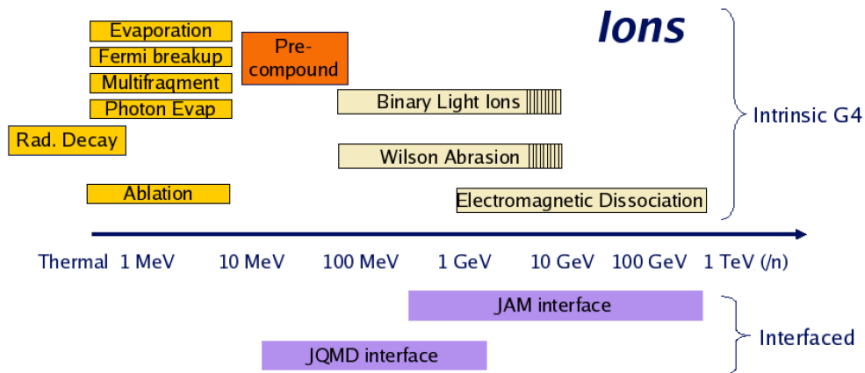 Ions
Evaporation
Fermi breakup
Multifraqment
Photon Evap
Pre-
compound
Binary Light Ions
Rad. Decay
Wilson Abrasion
Ablation
Electromagnetic Dissociation
Intrinsic G4
Thermal 1 MeV 10 MeV 100 MeV 1 GeV 10 GeV 100 GeV 1 TeV (/n)
JAM interface
JQMD interface
Interfaced